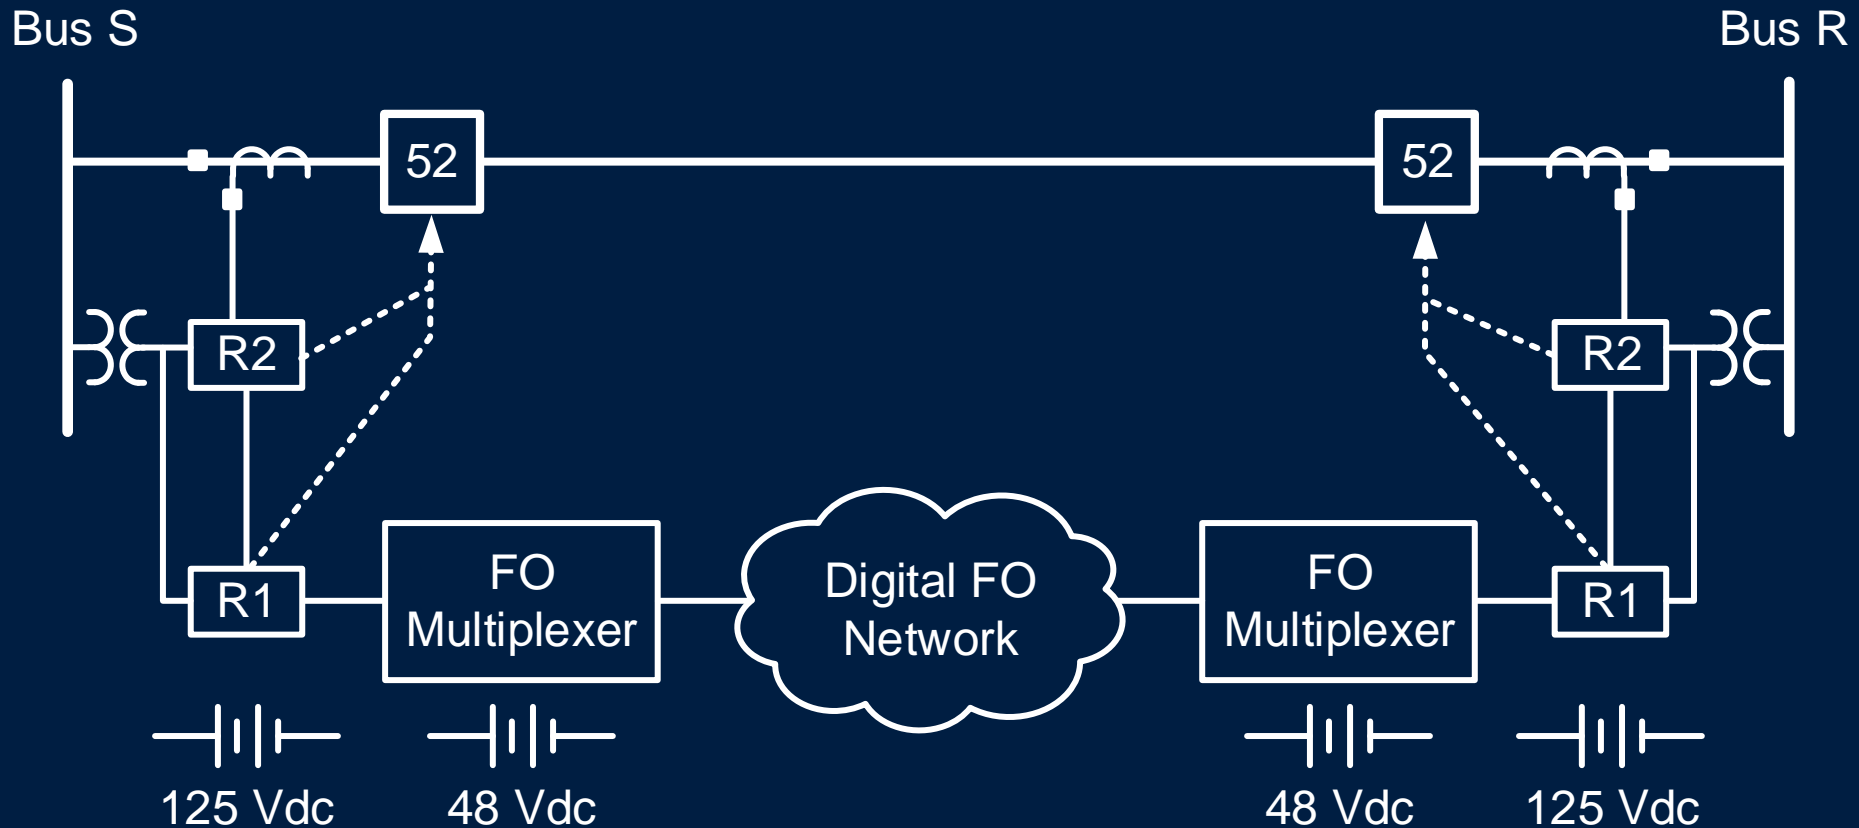 Bus S
Bus R
52
52
R2
R2
R1
FO
Multiplexer
Digital FO
Network
FO
Multiplexer
R1
125 Vdc
48 Vdc
48 Vdc
125 Vdc